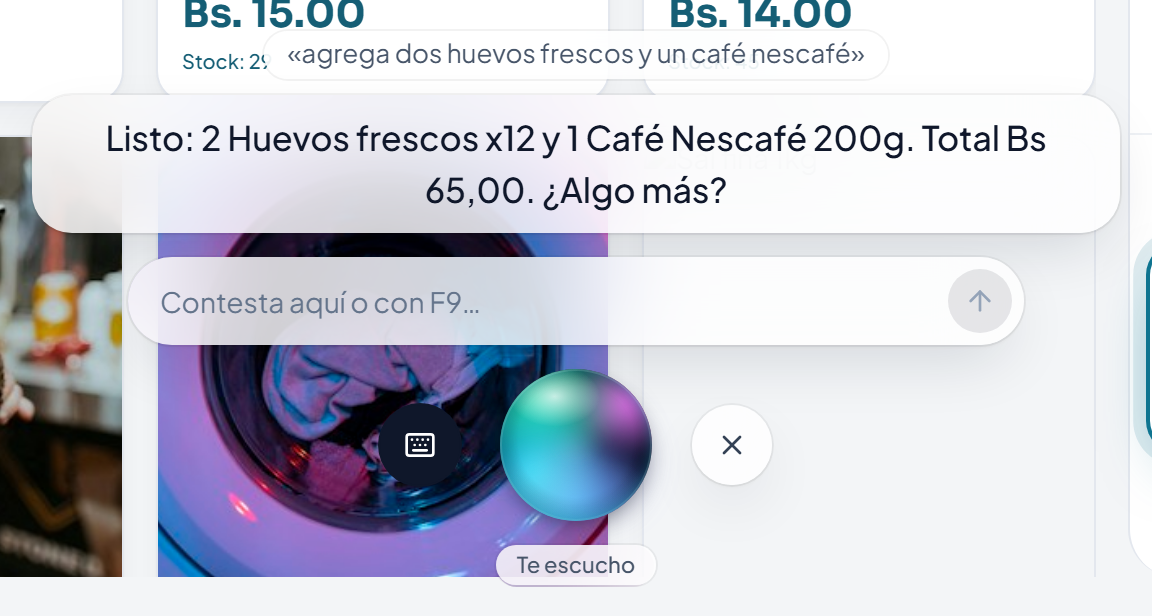 Bs. 15.00
Bs. 14.00
Stock: 29
«agrega dos huevos frescos y un café nescafé»
Listo: 2 Huevos frescos x12 y 1 Café Nescafé 200g. Total Bs
65,00. ¿Algo más?
Contesta aquí o con F9...
Te escucho